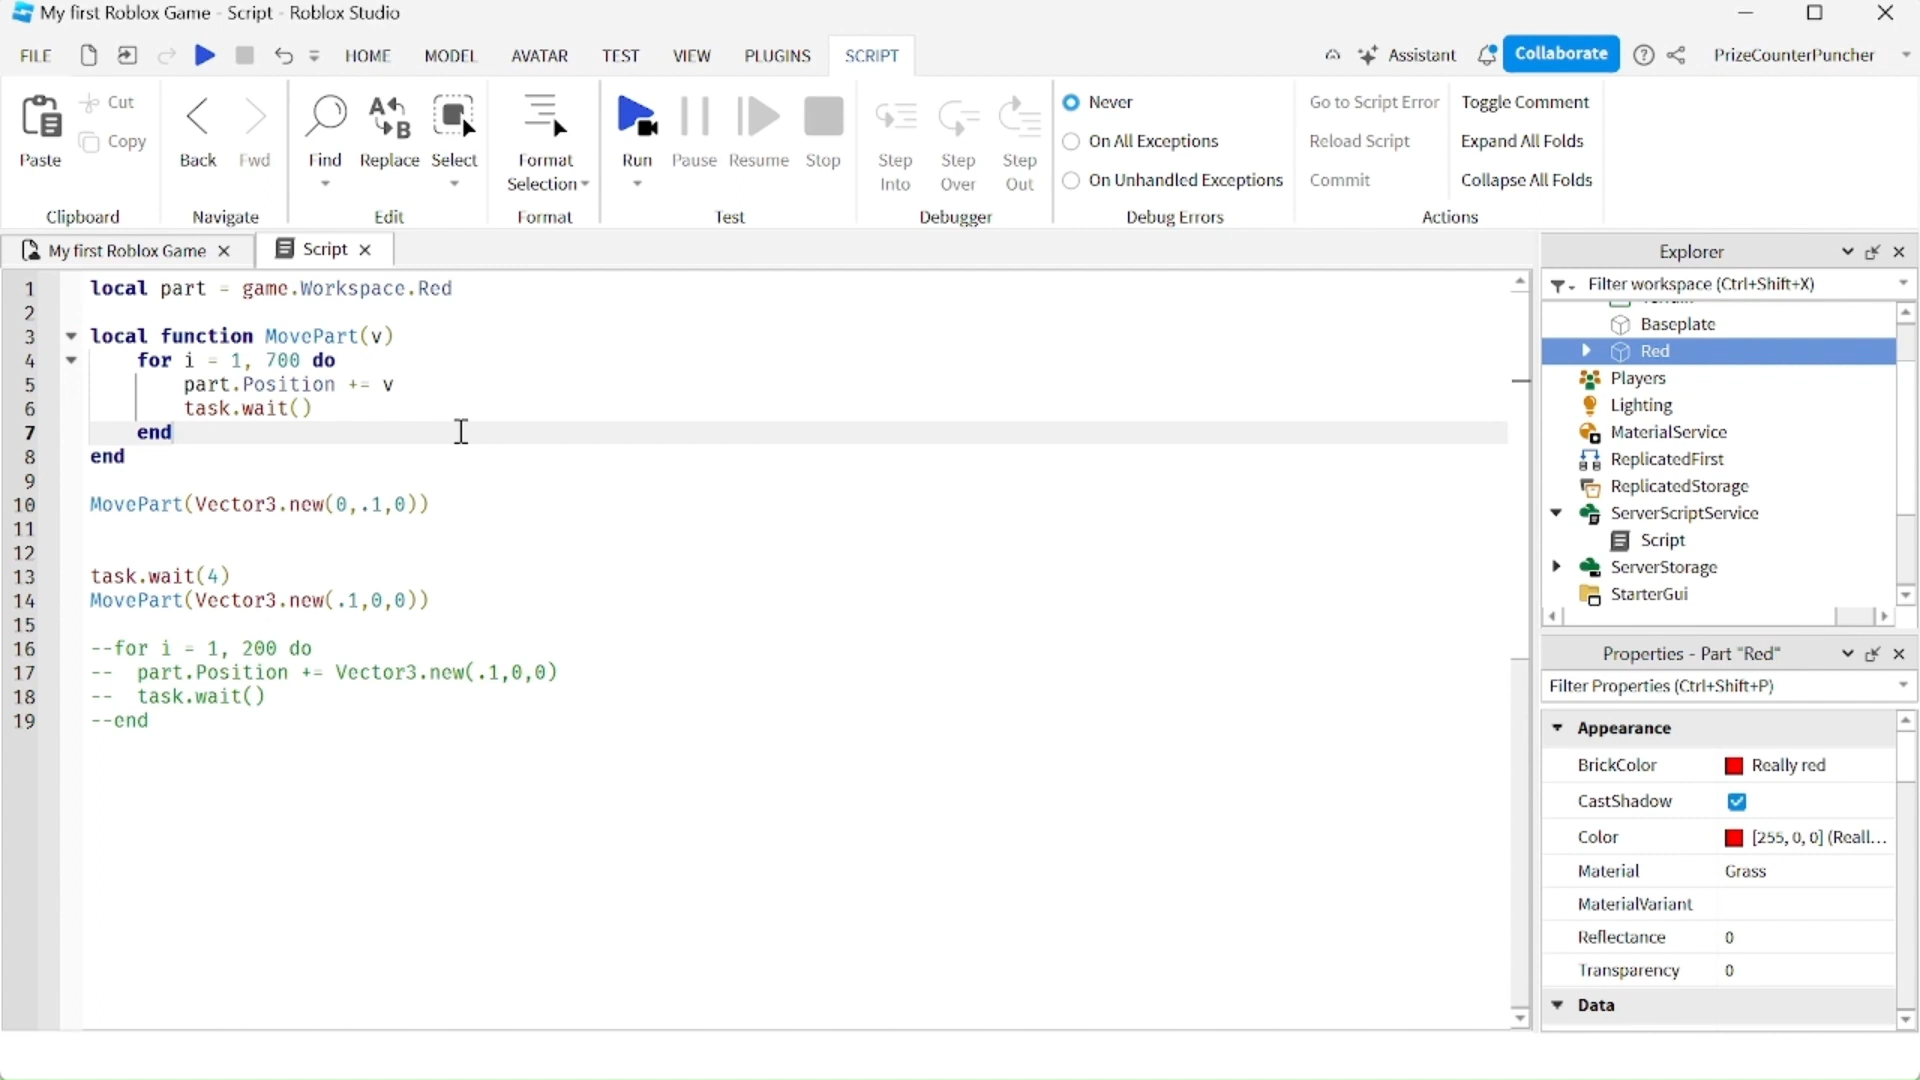 My first Roblox Game - Script - Roblox Studio
FILE HOME MODEL AVATAR TEST VIEW PLUGINS SCRIPT Assistant Collaborate PrizeCounterPuncher
Paste Cut Copy
Clipboard
Back Fwd
Navigate
Find Replace Select
Edit
Format Selection
Format
Run Pause Resume Stop
Test
Step Into Step Over Step Out
Debugger
Never
On All Exceptions
On Unhandled Exceptions
Debug Errors
Go to Script Error Toggle Comment
Reload Script Expand All Folds
Commit Collapse All Folds
Actions
My first Roblox Game Script
1 local part = game.Workspace.Red
2
3 local function MovePart(v)
4 for i = 1, 700 do
5 part.Position += v
6 task.wait()
7 end
8 end
9
10 MovePart(Vector3.new(0,.1,0))
11
12
13 task.wait(4)
14 MovePart(Vector3.new(.1,0,0))
15
16 --for i = 1, 200 do
17 -- part.Position += Vector3.new(.1,0,0)
18 -- task.wait()
19 --end
Explorer
Filter workspace (Ctrl+Shift+X)
Baseplate
Red
Players
Lighting
MaterialService
ReplicatedFirst
ReplicatedStorage
ServerScriptService
Script
ServerStorage
StarterGui
Properties - Part "Red"
Filter Properties (Ctrl+Shift+P)
Appearance
BrickColor Really red
CastShadow
Color [255, 0, 0] (Reall...
Material Grass
MaterialVariant
Reflectance 0
Transparency 0
Data